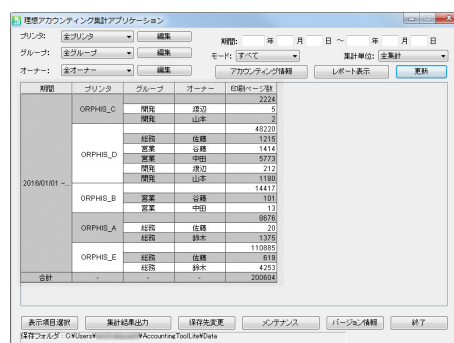 理想アカウンティング集計アプリケーション
プリンタ: 全プリンタ 編集 期間: 年 月 日 ~ 年 月 日
グループ: 全グループ 編集 モード: すべて 集計単位: 全集計
オーナー: 全オーナー 編集 アカウンティング情報 レポート表示 更新
期間 プリンタ グループ オーナー 印刷ページ数
2224
ORPHIS_C 開発 渡辺 5
開発 山本 2
48220
総務 佐藤 1215
ORPHIS_D 営業 谷藤 1414
営業 中田 5773
開発 渡辺 212
開発 山本 1180
2016/01/01 ~...
14417
ORPHIS_B 営業 谷藤 101
営業 中田 13
8676
ORPHIS_A 総務 佐藤 20
総務 鈴木 1375
110885
ORPHIS_E 総務 佐藤 619
総務 鈴木 4253
合計 - - - 200604
表示項目選択 集計結果出力 保存先変更 メンテナンス バージョン情報 終了
保存フォルダ : C:¥Users¥ ¥AccountingToolLite¥Data